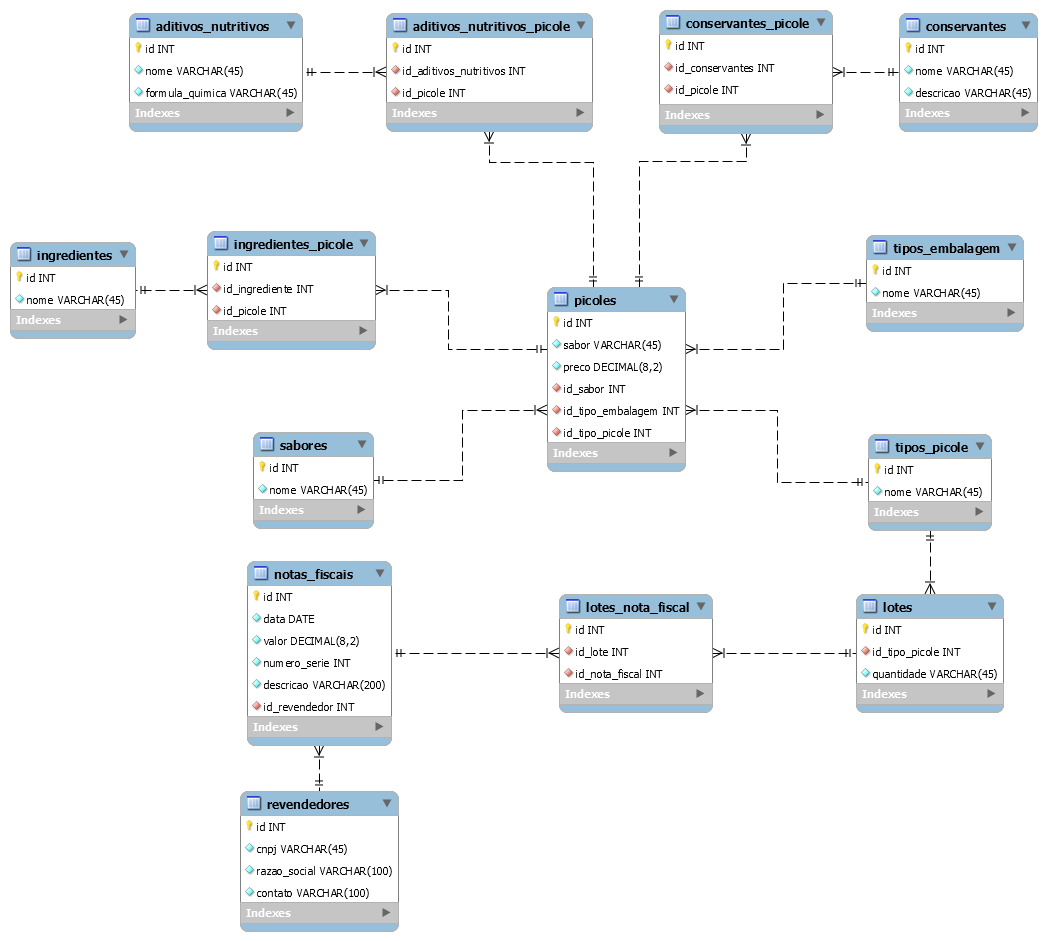 aditivos_nutritivos
id INT
nome VARCHAR(45)
formula_quimica VARCHAR(45)
Indexes
aditivos_nutritivos_picole
id INT
id_aditivos_nutritivos INT
id_picole INT
Indexes
conservantes_picole
id INT
id_conservantes INT
id_picole INT
Indexes
conservantes
id INT
nome VARCHAR(45)
descricao VARCHAR(45)
Indexes
ingredientes
id INT
nome VARCHAR(45)
Indexes
ingredientes_picole
id INT
id_ingrediente INT
id_picole INT
Indexes
picoles
id INT
sabor VARCHAR(45)
preco DECIMAL(8,2)
id_sabor INT
id_tipo_embalagem INT
id_tipo_picole INT
Indexes
tipos_embalagem
id INT
nome VARCHAR(45)
Indexes
sabores
id INT
nome VARCHAR(45)
Indexes
tipos_picole
id INT
nome VARCHAR(45)
Indexes
notas_fiscais
id INT
data DATE
valor DECIMAL(8,2)
numero_serie INT
descricao VARCHAR(200)
id_revendedor INT
Indexes
lotes_nota_fiscal
id INT
id_lote INT
id_nota_fiscal INT
Indexes
lotes
id INT
id_tipo_picole INT
quantidade VARCHAR(45)
Indexes
revendedores
id INT
cnpj VARCHAR(45)
razao_social VARCHAR(100)
contato VARCHAR(100)
Indexes